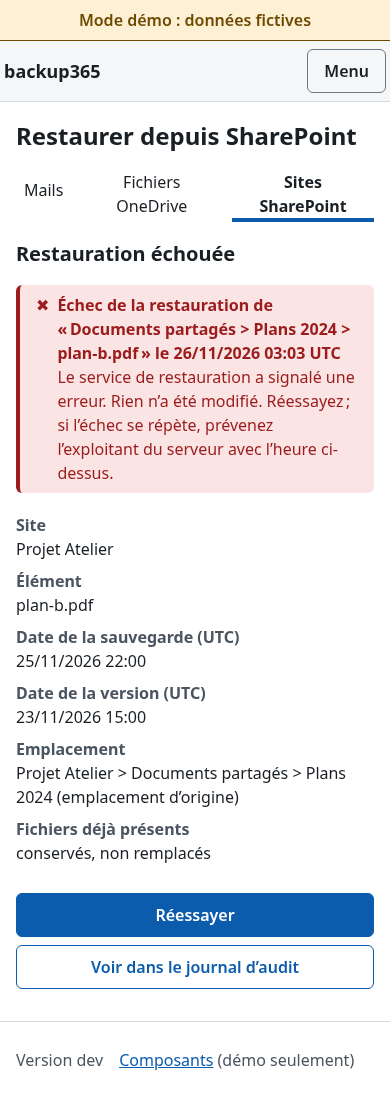 Mode démo : données fictives
backup365
Menu
Restaurer depuis SharePoint
Mails
Fichiers
OneDrive
Sites
SharePoint
Restauration échouée
✖ Échec de la restauration de
« Documents partagés > Plans 2024 >
plan-b.pdf » le 26/11/2026 03:03 UTC
Le service de restauration a signalé une
erreur. Rien n’a été modifié. Réessayez ;
si l’échec se répète, prévenez
l’exploitant du serveur avec l’heure ci-
dessus.
Site
Projet Atelier
Élément
plan-b.pdf
Date de la sauvegarde (UTC)
25/11/2026 22:00
Date de la version (UTC)
23/11/2026 15:00
Emplacement
Projet Atelier > Documents partagés > Plans
2024 (emplacement d’origine)
Fichiers déjà présents
conservés, non remplacés
Réessayer
Voir dans le journal d’audit
Version dev Composants (démo seulement)